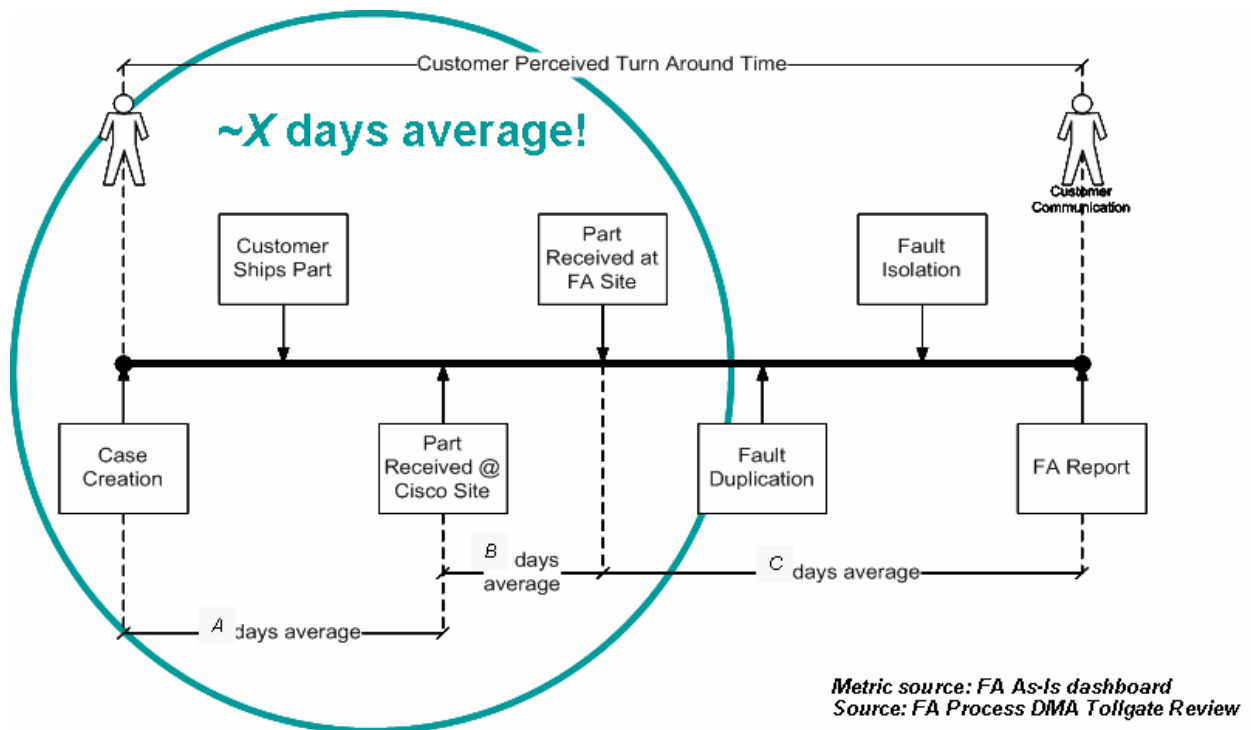 Customer Perceived Turn Around Time
~X days average!
Customer
Communication
Customer
Ships Part
Part
Received at
FA Site
Fault
Isolation
Case
Creation
Part
Received @
Cisco Site
Fault
Duplication
FA Report
B days
average
C days average
A days average
Metric source: FA As-Is dashboard
Source: FA Process DMA Tollgate Review